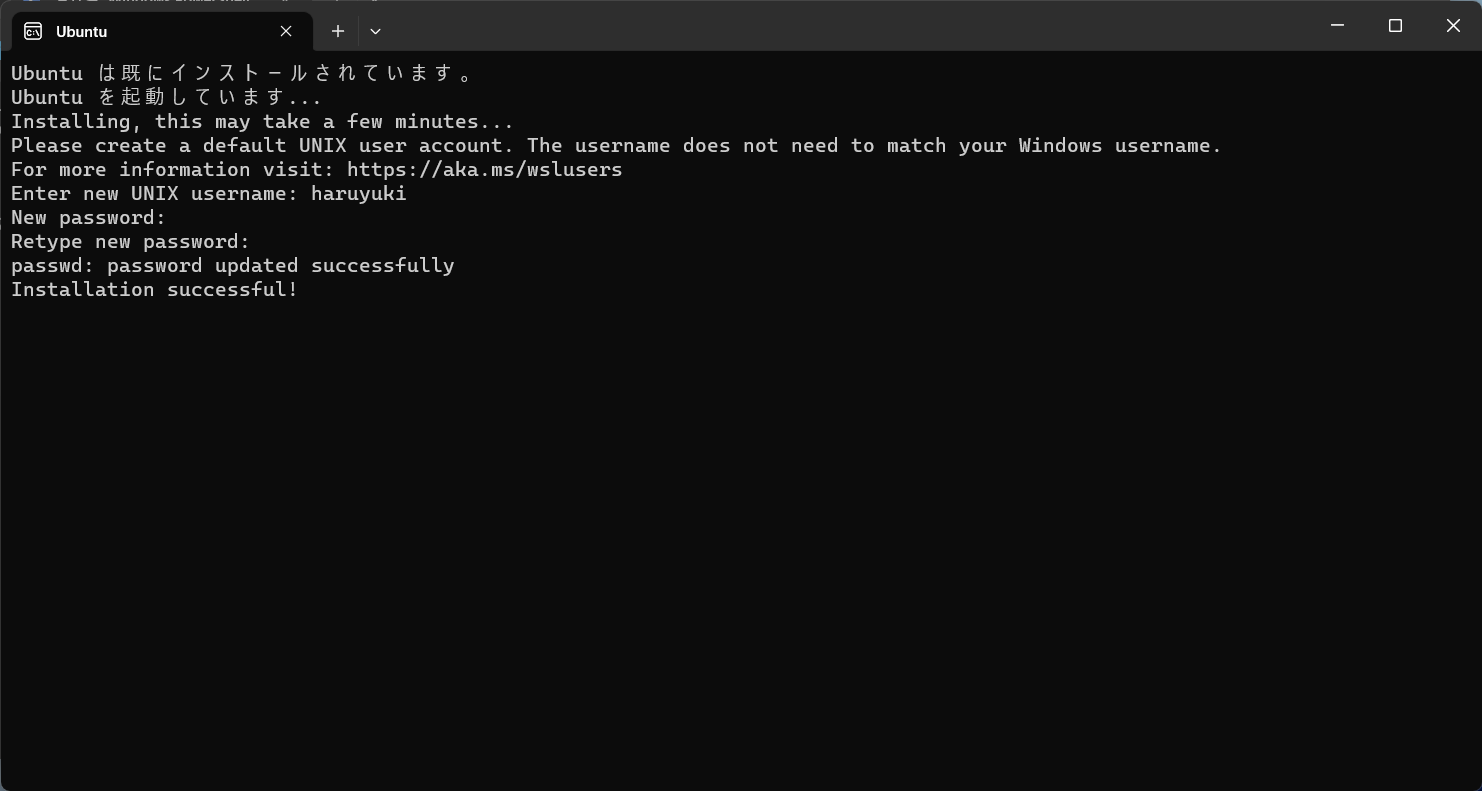 Ubuntu
Ubuntu は既にインストールされています。
Ubuntu を起動しています...
Installing, this may take a few minutes...
Please create a default UNIX user account. The username does not need to match your Windows username.
For more information visit: https://aka.ms/wslusers
Enter new UNIX username: haruyuki
New password:
Retype new password:
passwd: password updated successfully
Installation successful!